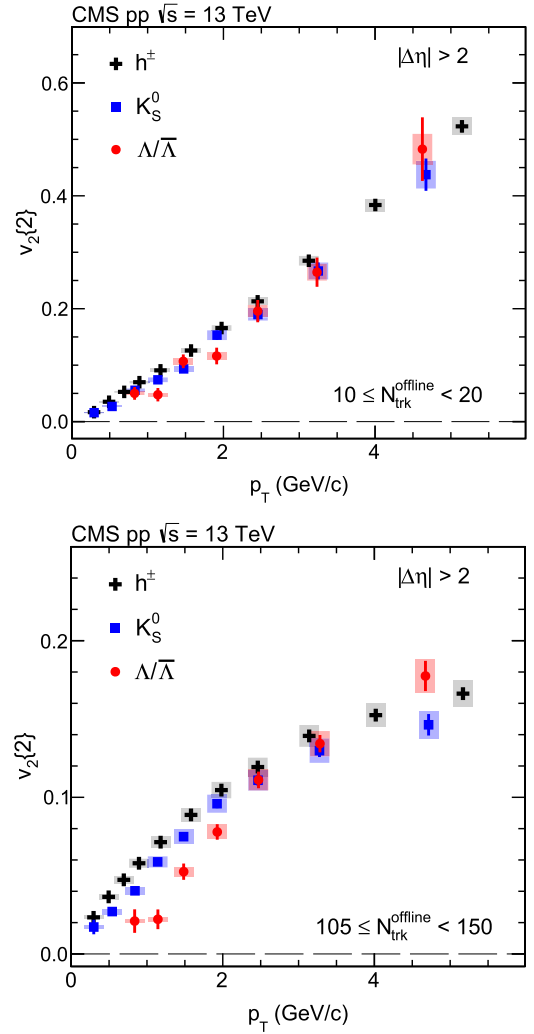 CMS pp √s = 13 TeV
h±
|Δη| > 2
K⁰S
Λ/Λ̅
v₂{2}
0.6
0.4
0.2
0.0
10 ≤ Nᵒᶠᶠˡⁱⁿᵉtrk < 20
0 2 4
pT (GeV/c)
CMS pp √s = 13 TeV
h±
|Δη| > 2
K⁰S
Λ/Λ̅
v₂{2}
0.2
0.1
0.0
105 ≤ Nᵒᶠᶠˡⁱⁿᵉtrk < 150
0 2 4
pT (GeV/c)